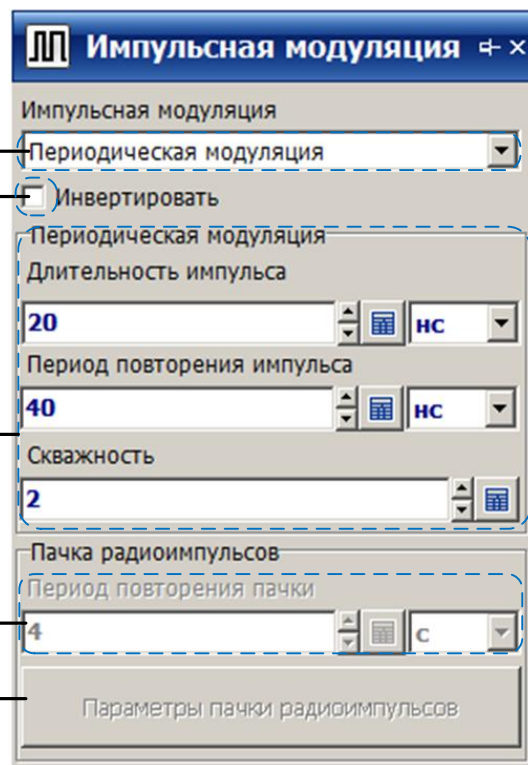 Импульсная модуляция
Импульсная модуляция
Периодическая модуляция
Инвертировать
Периодическая модуляция
Длительность импульса
20 нс
Период повторения импульса
40 нс
Скважность
2
Пачка радиоимпульсов
Период повторения пачки
4 с
Параметры пачки радиоимпульсов